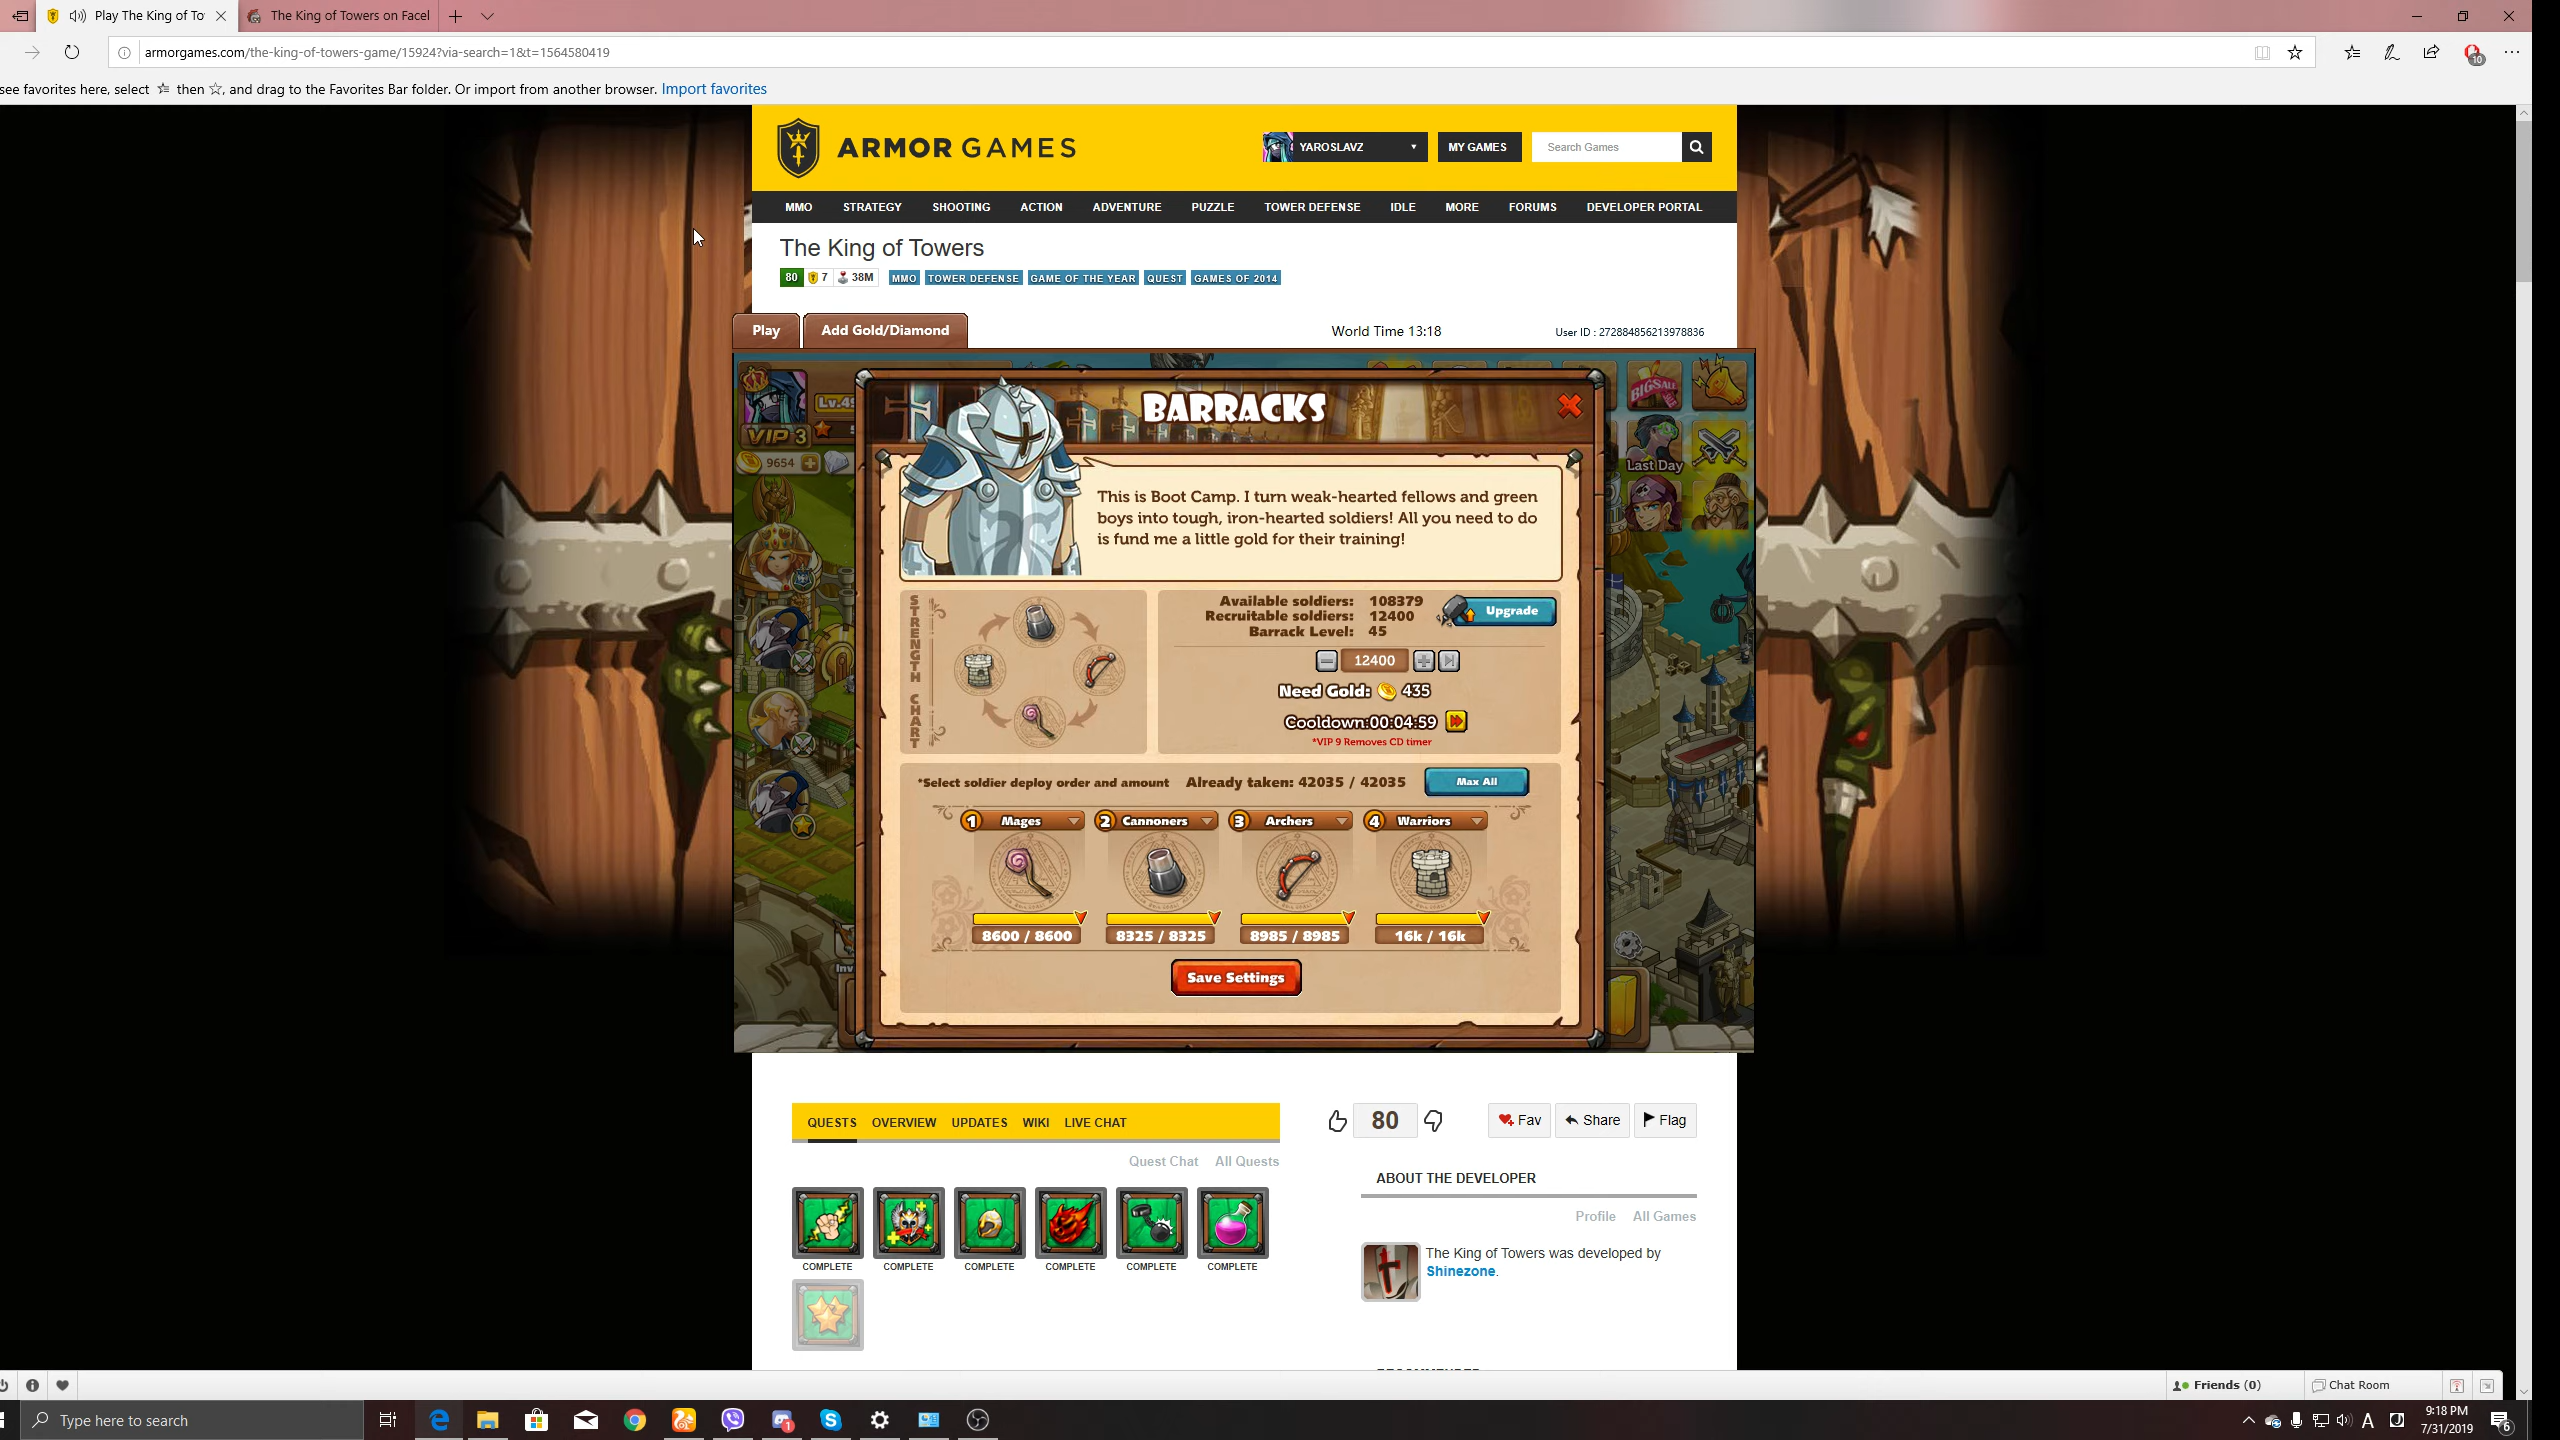 Play The King of To
The King of Towers on Facel
armorgames.com/the-king-of-towers-game/15924?via-search=1&t=1564580419
10
see favorites here, select then , and drag to the Favorites Bar folder. Or import from another browser. Import favorites
ARMOR GAMES
YAROSLAVZ
MY GAMES
Search Games
MMO STRATEGY SHOOTING ACTION ADVENTURE PUZZLE TOWER DEFENSE IDLE MORE FORUMS DEVELOPER PORTAL
The King of Towers
80 7 38M MMO TOWER DEFENSE GAME OF THE YEAR QUEST GAMES OF 2014
Play Add Gold/Diamond World Time 13:18 User ID : 272884856213978836
BARRACKS
BIG SALE
VIP 3
9654
Last Day
This is Boot Camp. I turn weak-hearted fellows and green
boys into tough, iron-hearted soldiers! All you need to do
is fund me a little gold for their training!
STRENGTH CHART
Available soldiers: 108379
Recruitable soldiers: 12400
Barrack Level: 45
Upgrade
12400
Need Gold: 435
Cooldown:00:04:59
*VIP 9 Removes CD timer
*Select soldier deploy order and amount Already taken: 42035 / 42035 Max All
1 Mages 2 Cannoners 3 Archers 4 Warriors
8600 / 8600 8325 / 8325 8985 / 8985 16k / 16k
Inv
Save Settings
QUESTS OVERVIEW UPDATES WIKI LIVE CHAT
80
Fav Share Flag
Quest Chat All Quests
ABOUT THE DEVELOPER
Profile All Games
COMPLETE COMPLETE COMPLETE COMPLETE COMPLETE COMPLETE
The King of Towers was developed by
Shinezone.
Friends (0) Chat Room
Type here to search
1
A
9:18 PM
7/31/2019
6